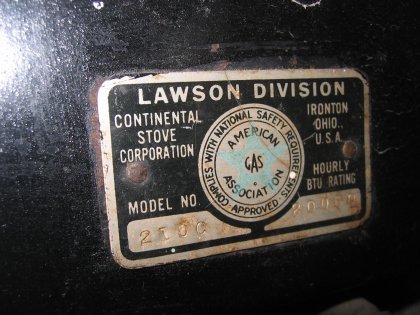 LAWSON DIVISION
CONTINENTAL
STOVE
CORPORATION
IRONTON
OHIO.
U.S.A.
COMPLIES WITH NATIONAL SAFETY REQUIREMENTS
APPROVED
AMERICAN
GAS
ASSOCIATION
HOURLY
BTU RATING
MODEL NO.